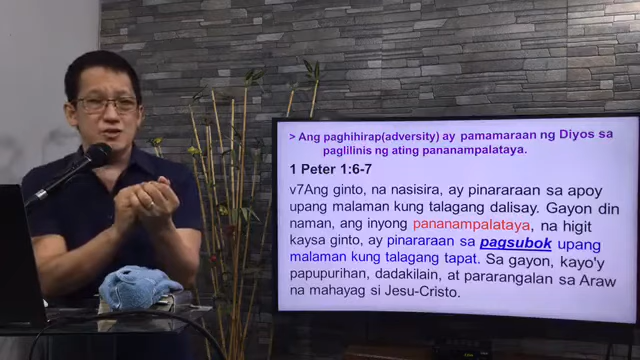 > Ang paghihirap(adversity) ay pamamaraan ng Diyos sa
paglilinis ng ating pananampalataya.
1 Peter 1:6-7
v7Ang ginto, na nasisira, ay pinararaan sa apoy
upang malaman kung talagang dalisay. Gayon din
naman, ang inyong pananampalataya, na higit
kaysa ginto, ay pinararaan sa pagsubok upang
malaman kung talagang tapat. Sa gayon, kayo'y
papupurihan, dadakilain, at pararangalan sa Araw
na mahayag si Jesu-Cristo.